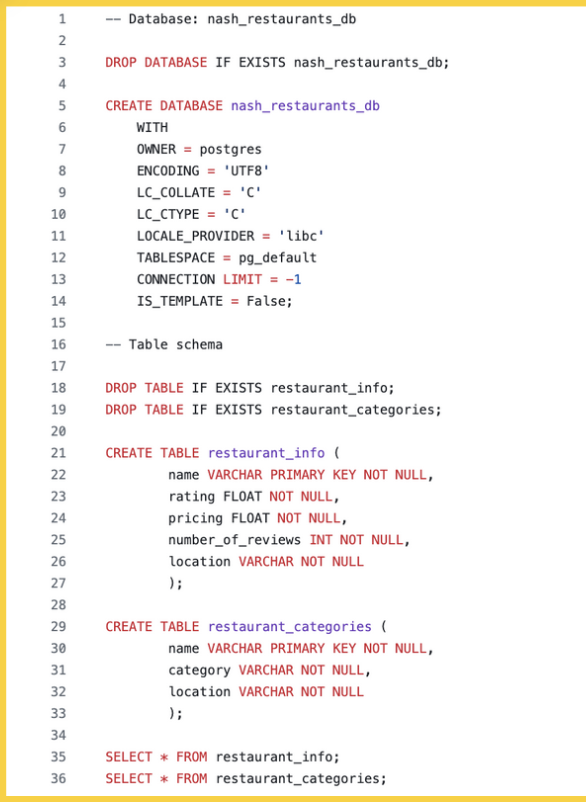 1 -- Database: nash_restaurants_db
2
3 DROP DATABASE IF EXISTS nash_restaurants_db;
4
5 CREATE DATABASE nash_restaurants_db
6 WITH
7 OWNER = postgres
8 ENCODING = 'UTF8'
9 LC_COLLATE = 'C'
10 LC_CTYPE = 'C'
11 LOCALE_PROVIDER = 'libc'
12 TABLESPACE = pg_default
13 CONNECTION LIMIT = -1
14 IS_TEMPLATE = False;
15
16 -- Table schema
17
18 DROP TABLE IF EXISTS restaurant_info;
19 DROP TABLE IF EXISTS restaurant_categories;
20
21 CREATE TABLE restaurant_info (
22 name VARCHAR PRIMARY KEY NOT NULL,
23 rating FLOAT NOT NULL,
24 pricing FLOAT NOT NULL,
25 number_of_reviews INT NOT NULL,
26 location VARCHAR NOT NULL
27 );
28
29 CREATE TABLE restaurant_categories (
30 name VARCHAR PRIMARY KEY NOT NULL,
31 category VARCHAR NOT NULL,
32 location VARCHAR NOT NULL
33 );
34
35 SELECT * FROM restaurant_info;
36 SELECT * FROM restaurant_categories;